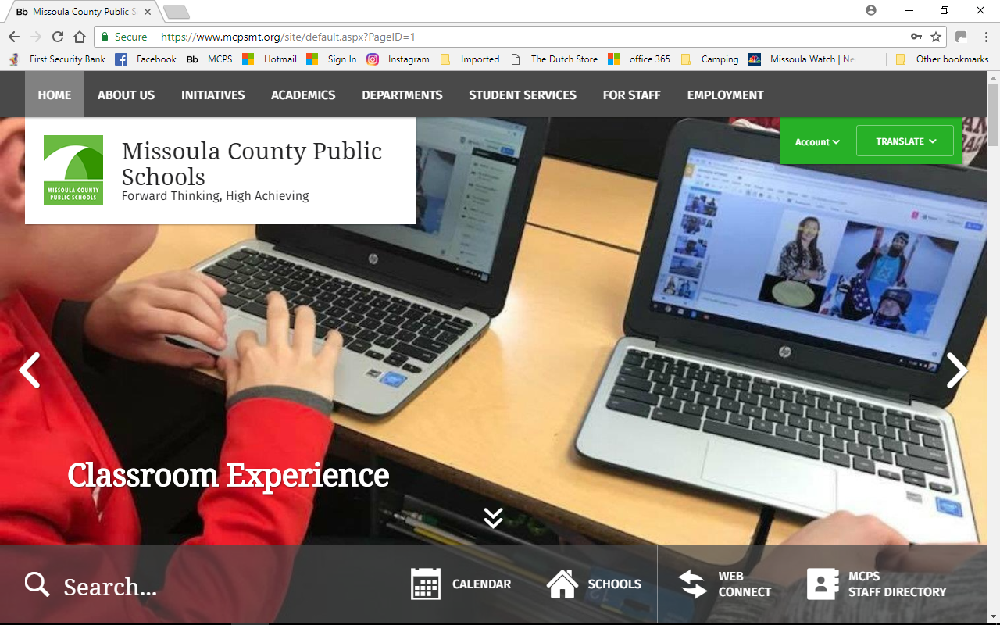 Bb Missoula County Public S
Secure https://www.mcpsmt.org/site/default.aspx?PageID=1
First Security Bank Facebook Bb MCPS Hotmail Sign In Instagram Imported The Dutch Store office 365 Camping Missoula Watch | Ne Other bookmarks
HOME ABOUT US INITIATIVES ACADEMICS DEPARTMENTS STUDENT SERVICES FOR STAFF EMPLOYMENT
Account TRANSLATE
Missoula County Public
Schools
Forward Thinking, High Achieving
MISSOULA COUNTY
PUBLIC SCHOOLS
hp
hp
Classroom Experience
Search...
CALENDAR
SCHOOLS
WEB
CONNECT
MCPS
STAFF DIRECTORY